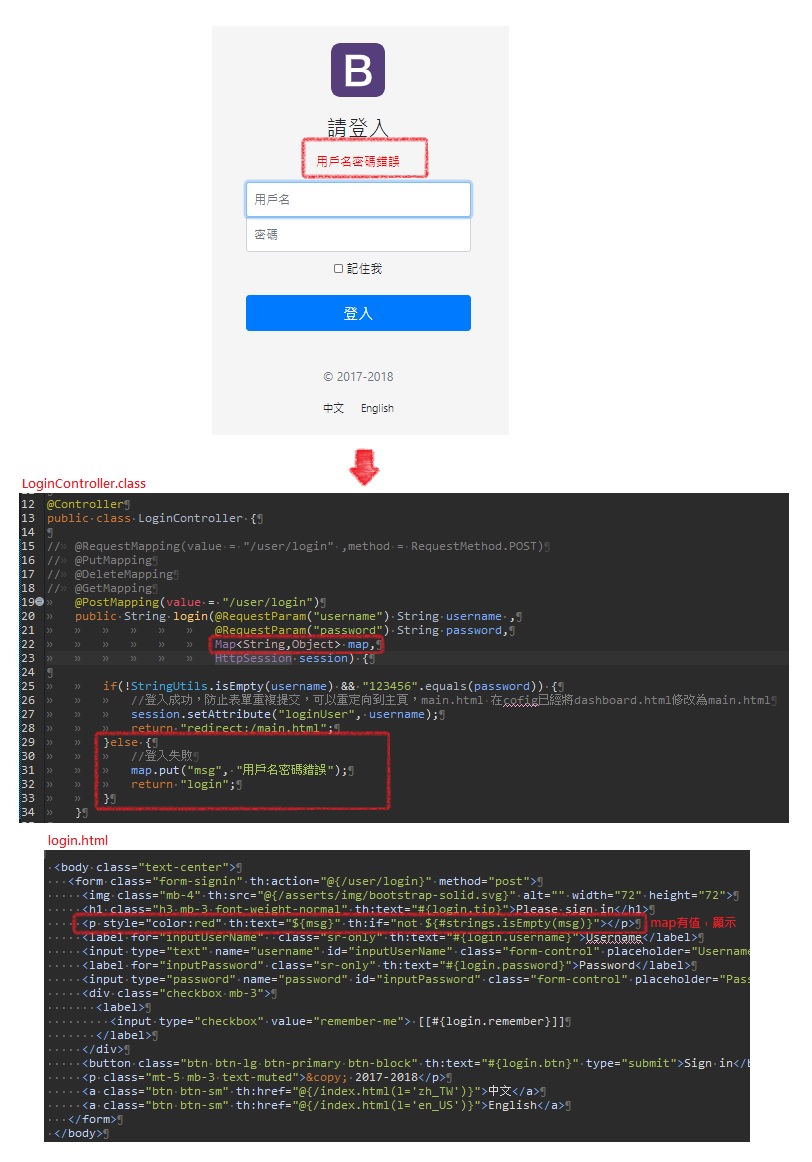 B
請登入
用戶名密碼錯誤
用戶名
密碼
記住我
登入
© 2017-2018
中文 English
LoginController.class
12 @Controller
13 public class LoginController {
14
15 // @RequestMapping(value = "/user/login" ,method = RequestMethod.POST)
16 // @PutMapping
17 // @DeleteMapping
18 // @GetMapping
19 @PostMapping(value = "/user/login")
20 public String login(@RequestParam("username") String username ,
21 @RequestParam("password") String password,
22 Map<String,Object> map,
23 HttpSession session) {
24
25 if(!StringUtils.isEmpty(username) && "123456".equals(password)) {
26 //登入成功，防止表單重複提交，可以重定向到主頁，main.html 在cofig已經將dashboard.html修改為main.html
27 session.setAttribute("loginUser", username);
28 return "redirect:/main.html";
29 }else {
30 //登入失敗
31 map.put("msg", "用戶名密碼錯誤");
32 return "login";
33 }
34 }
login.html
<body class="text-center">
<form class="form-signin" th:action="@{/user/login}" method="post">
<img class="mb-4" th:src="@{/asserts/img/bootstrap-solid.svg}" alt="" width="72" height="72">
<h1 class="h3 mb-3 font-weight-normal" th:text="#{login.tip}">Please sign in</h1>
<p style="color:red" th:text="${msg}" th:if="not ${#strings.isEmpty(msg)}"></p> map有值，顯示
<label for="inputUserName" class="sr-only" th:text="#{login.username}">Username</label>
<input type="text" name="username" id="inputUserName" class="form-control" placeholder="Username
<label for="inputPassword" class="sr-only" th:text="#{login.password}">Password</label>
<input type="password" name="password" id="inputPassword" class="form-control" placeholder="Pas
<div class="checkbox mb-3">
<label>
<input type="checkbox" value="remember-me"> [[#{login.remember}]]
</label>
</div>
<button class="btn btn-lg btn-primary btn-block" th:text="#{login.btn}" type="submit">Sign in</b
<p class="mt-5 mb-3 text-muted">&copy; 2017-2018</p>
<a class="btn btn-sm" th:href="@{/index.html(l='zh_TW')}">中文</a>
<a class="btn btn-sm" th:href="@{/index.html(l='en_US')}">English</a>
</form>
</body>